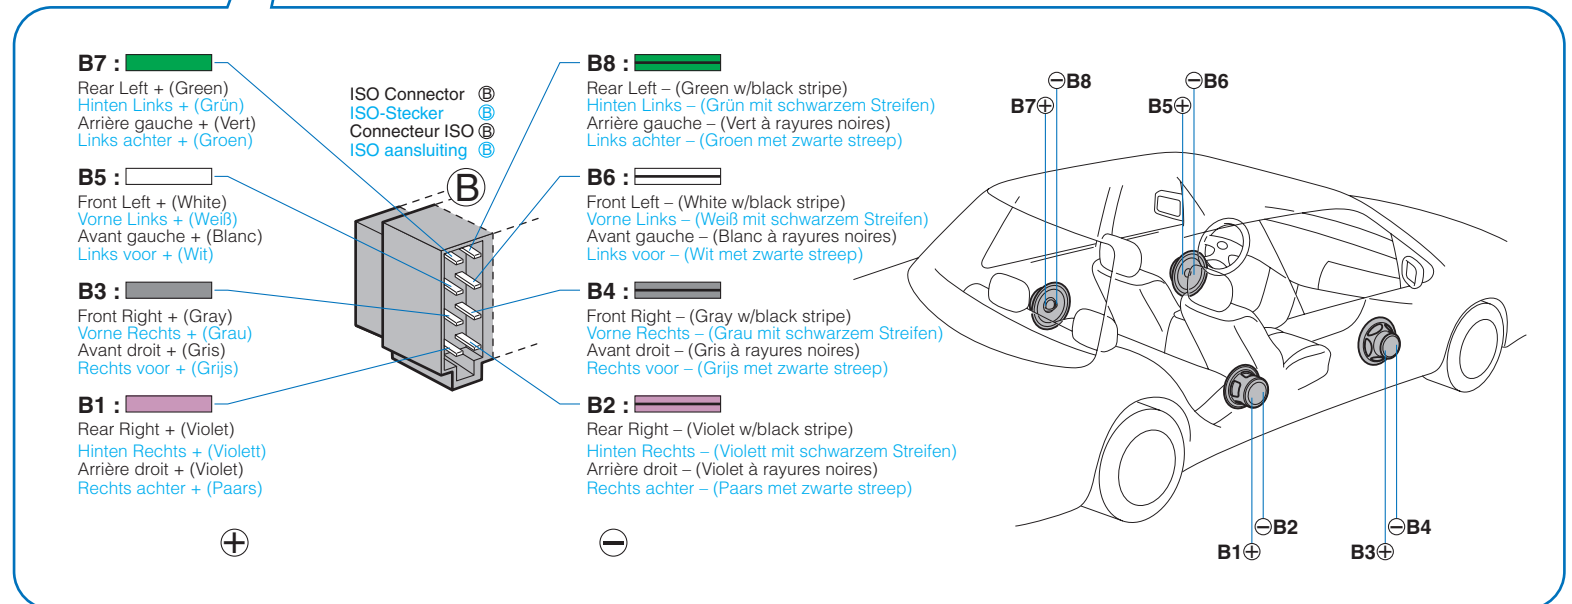 B7 :
Rear Left + (Green)
Hinten Links + (Grün)
Arrière gauche + (Vert)
Links achter + (Groen)
B5 :
Front Left + (White)
Vorne Links + (Weiß)
Avant gauche + (Blanc)
Links voor + (Wit)
B3 :
Front Right + (Gray)
Vorne Rechts + (Grau)
Avant droit + (Gris)
Rechts voor + (Grijs)
B1 :
Rear Right + (Violet)
Hinten Rechts + (Violett)
Arrière droit + (Violet)
Rechts achter + (Paars)
⊕
ISO Connector Ⓑ
ISO-Stecker Ⓑ
Connecteur ISO Ⓑ
ISO aansluiting Ⓑ
Ⓑ
B8 :
Rear Left – (Green w/black stripe)
Hinten Links – (Grün mit schwarzem Streifen)
Arrière gauche – (Vert à rayures noires)
Links achter – (Groen met zwarte streep)
B6 :
Front Left – (White w/black stripe)
Vorne Links – (Weiß mit schwarzem Streifen)
Avant gauche – (Blanc à rayures noires)
Links voor – (Wit met zwarte streep)
B4 :
Front Right – (Gray w/black stripe)
Vorne Rechts – (Grau mit schwarzem Streifen)
Avant droit – (Gris à rayures noires)
Rechts voor – (Grijs met zwarte streep)
B2 :
Rear Right – (Violet w/black stripe)
Hinten Rechts – (Violett mit schwarzem Streifen)
Arrière droit – (Violet à rayures noires)
Rechts achter – (Paars met zwarte streep)
⊖
⊖B8
B7⊕
⊖B6
B5⊕
⊖B2
B1⊕
⊖B4
B3⊕